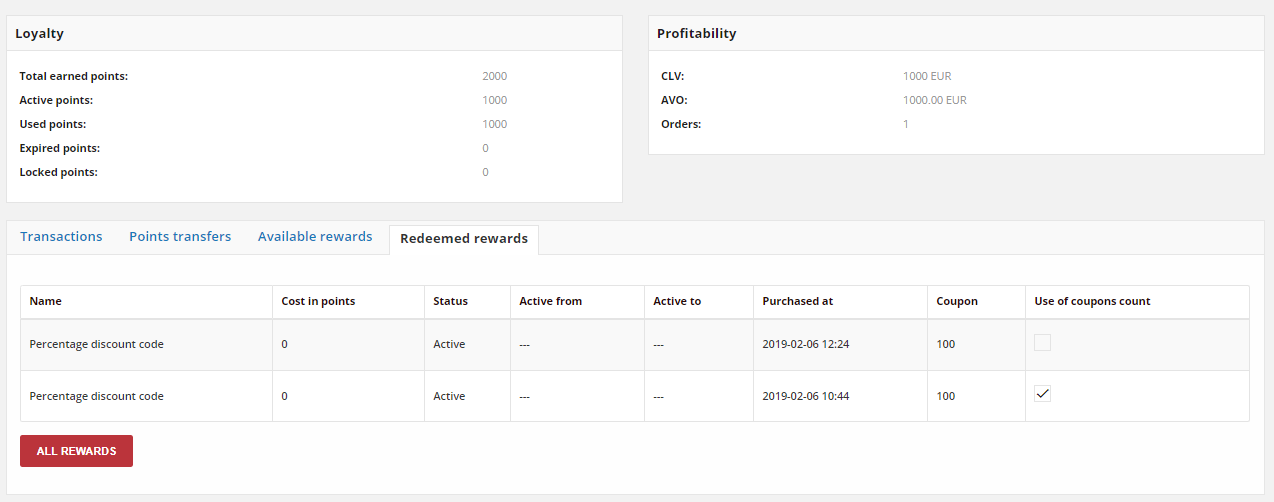 Loyalty
Total earned points: 2000
Active points: 1000
Used points: 1000
Expired points: 0
Locked points: 0
Profitability
CLV: 1000 EUR
AVO: 1000.00 EUR
Orders: 1
Transactions Points transfers Available rewards Redeemed rewards
Name Cost in points Status Active from Active to Purchased at Coupon Use of coupons count
Percentage discount code 0 Active --- --- 2019-02-06 12:24 100
Percentage discount code 0 Active --- --- 2019-02-06 10:44 100
ALL REWARDS